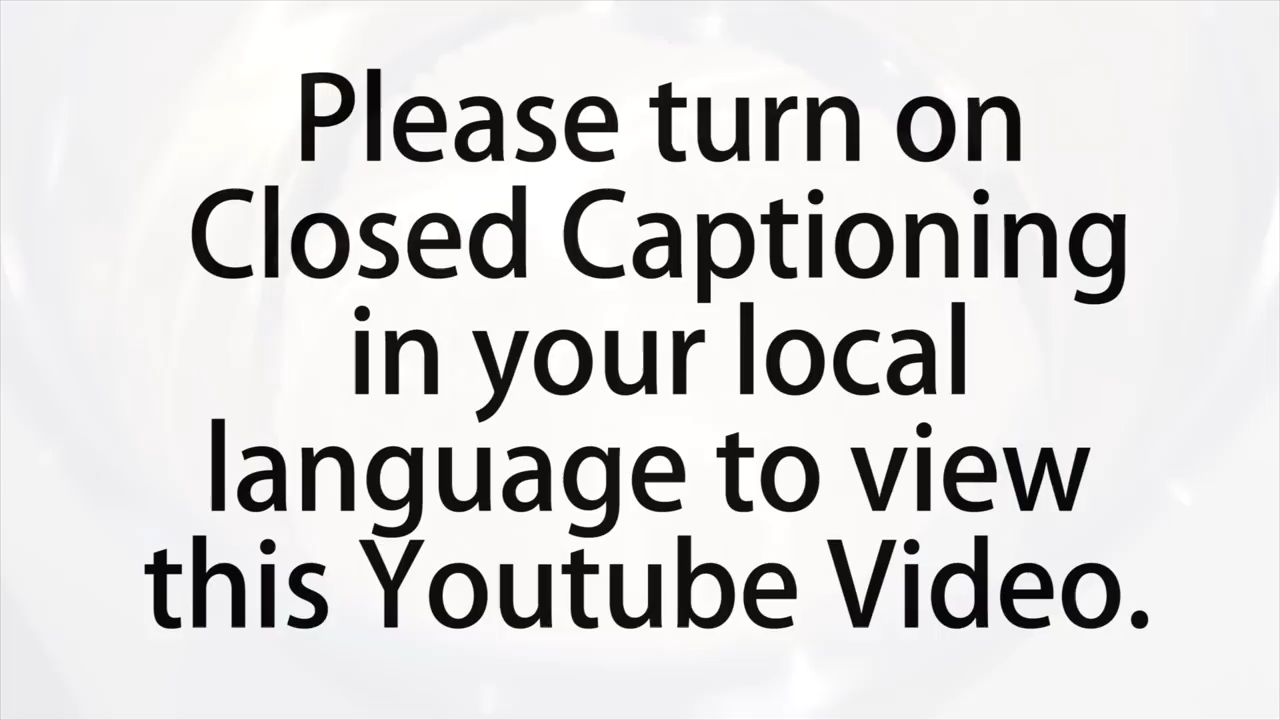 Please turn on
Closed Captioning
in your local
language to view
this Youtube Video.